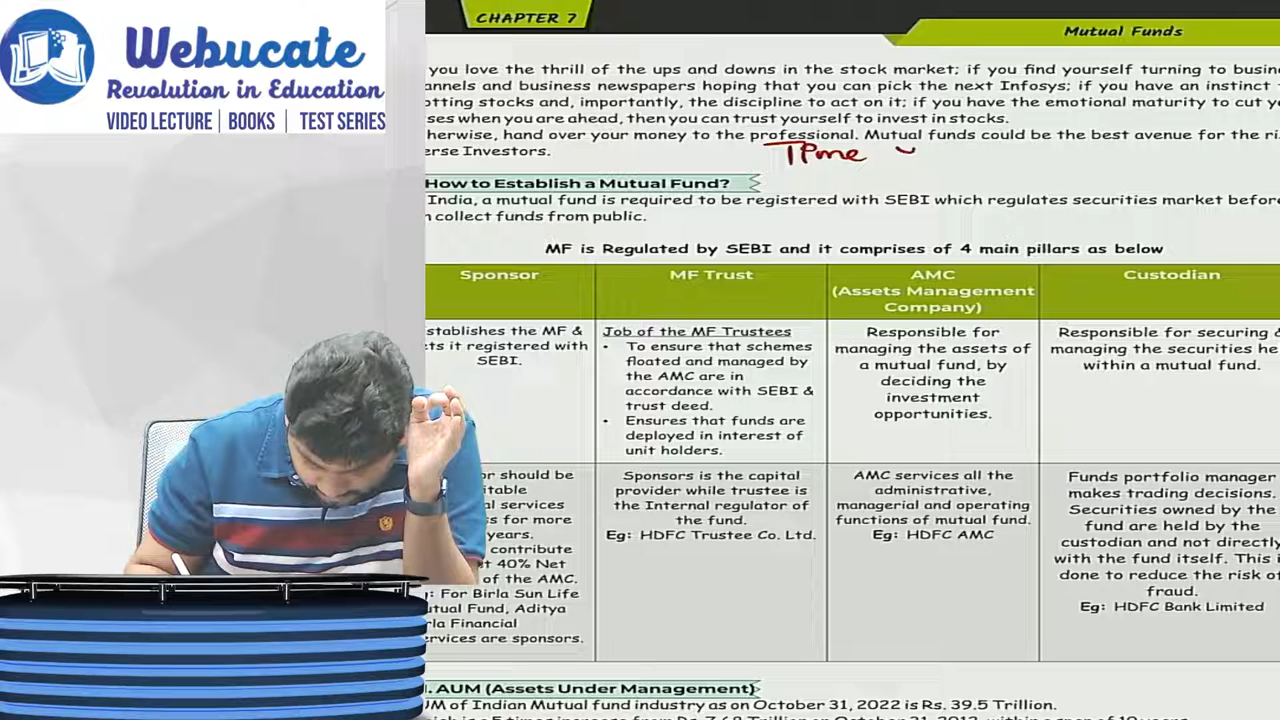 Webucate
Revolution in Education
VIDEO LECTURE | BOOKS | TEST SERIES
CHAPTER 7
Mutual Funds
you love the thrill of the ups and downs in the stock market; if you find yourself turning to
and business newspapers hoping that you can pick the next Infosys; if you have an instinct
stocks and, importantly, the discipline to act on it; if you have the emotional maturity to cut
when you are ahead, then you can trust yourself to invest in stocks.
hand over your money to the professional. Mutual funds could be the best avenue for the
Investors.
How to Establish a Mutual Fund?
India, a mutual fund is required to be registered with SEBI which regulates securities market before
collect funds from public.
MF is Regulated by SEBI and it comprises of 4 main pillars as below
Sponsor
MF Trust
AMC
(Assets Management
Company)
Custodian
the MF &
it registered with
SEBI.
Job of the MF Trustees
• To ensure that schemes
floated and managed by
the AMC are in
accordance with SEBI &
trust deed.
• Ensures that funds are
deployed in interest of
unit holders.
Responsible for
managing the assets of
a mutual fund, by
deciding the
investment
opportunities.
Responsible for securing
managing the securities
within a mutual fund.
should be
services
for more
years.
contribute
40% Net
of the AMC.
For Birla Sun Life
Fund, Aditya
Financial
are sponsors.
Sponsors is the capital
provider while trustee is
the Internal regulator of
the fund.
Eg: HDFC Trustee Co. Ltd.
AMC services all the
administrative,
managerial and operating
functions of mutual fund.
Eg: HDFC AMC
Funds portfolio manager
makes trading decisions.
Securities owned by the
fund are held by the
custodian and not directly
with the fund itself. This
done to reduce the risk of
fraud.
Eg: HDFC Bank Limited
AUM (Assets Under Management)
of Indian Mutual fund industry as on October 31, 2022 is Rs. 39.5 Trillion.